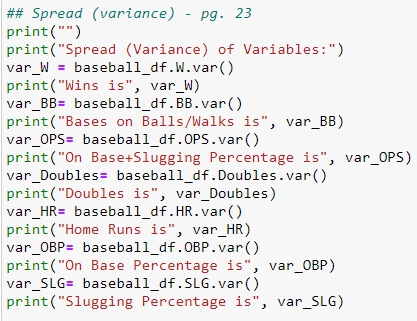 ## Spread (variance) - pg. 23
print("")
print("Spread (Variance) of Variables:")
var_W = baseball_df.W.var()
print("Wins is", var_W)
var_BB= baseball_df.BB.var()
print("Bases on Balls/Walks is", var_BB)
var_OPS= baseball_df.OPS.var()
print("On Base+Slugging Percentage is", var_OPS)
var_Doubles= baseball_df.Doubles.var()
print("Doubles is", var_Doubles)
var_HR= baseball_df.HR.var()
print("Home Runs is", var_HR)
var_OBP= baseball_df.OBP.var()
print("On Base Percentage is", var_OBP)
var_SLG= baseball_df.SLG.var()
print("Slugging Percentage is", var_SLG)